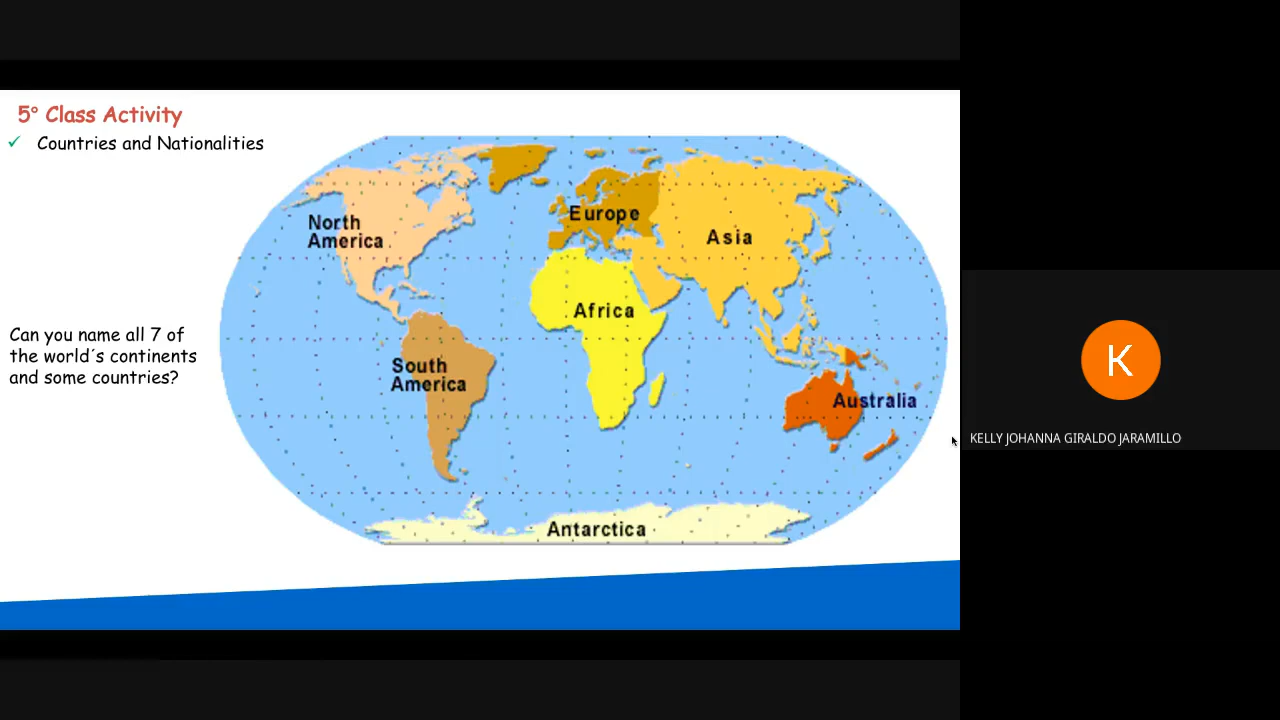 5° Class Activity
✓ Countries and Nationalities
North
America
Europe
Asia
Africa
Can you name all 7 of
the world´s continents
and some countries?
South
America
Australia
Antarctica
K
KELLY JOHANNA GIRALDO JARAMILLO